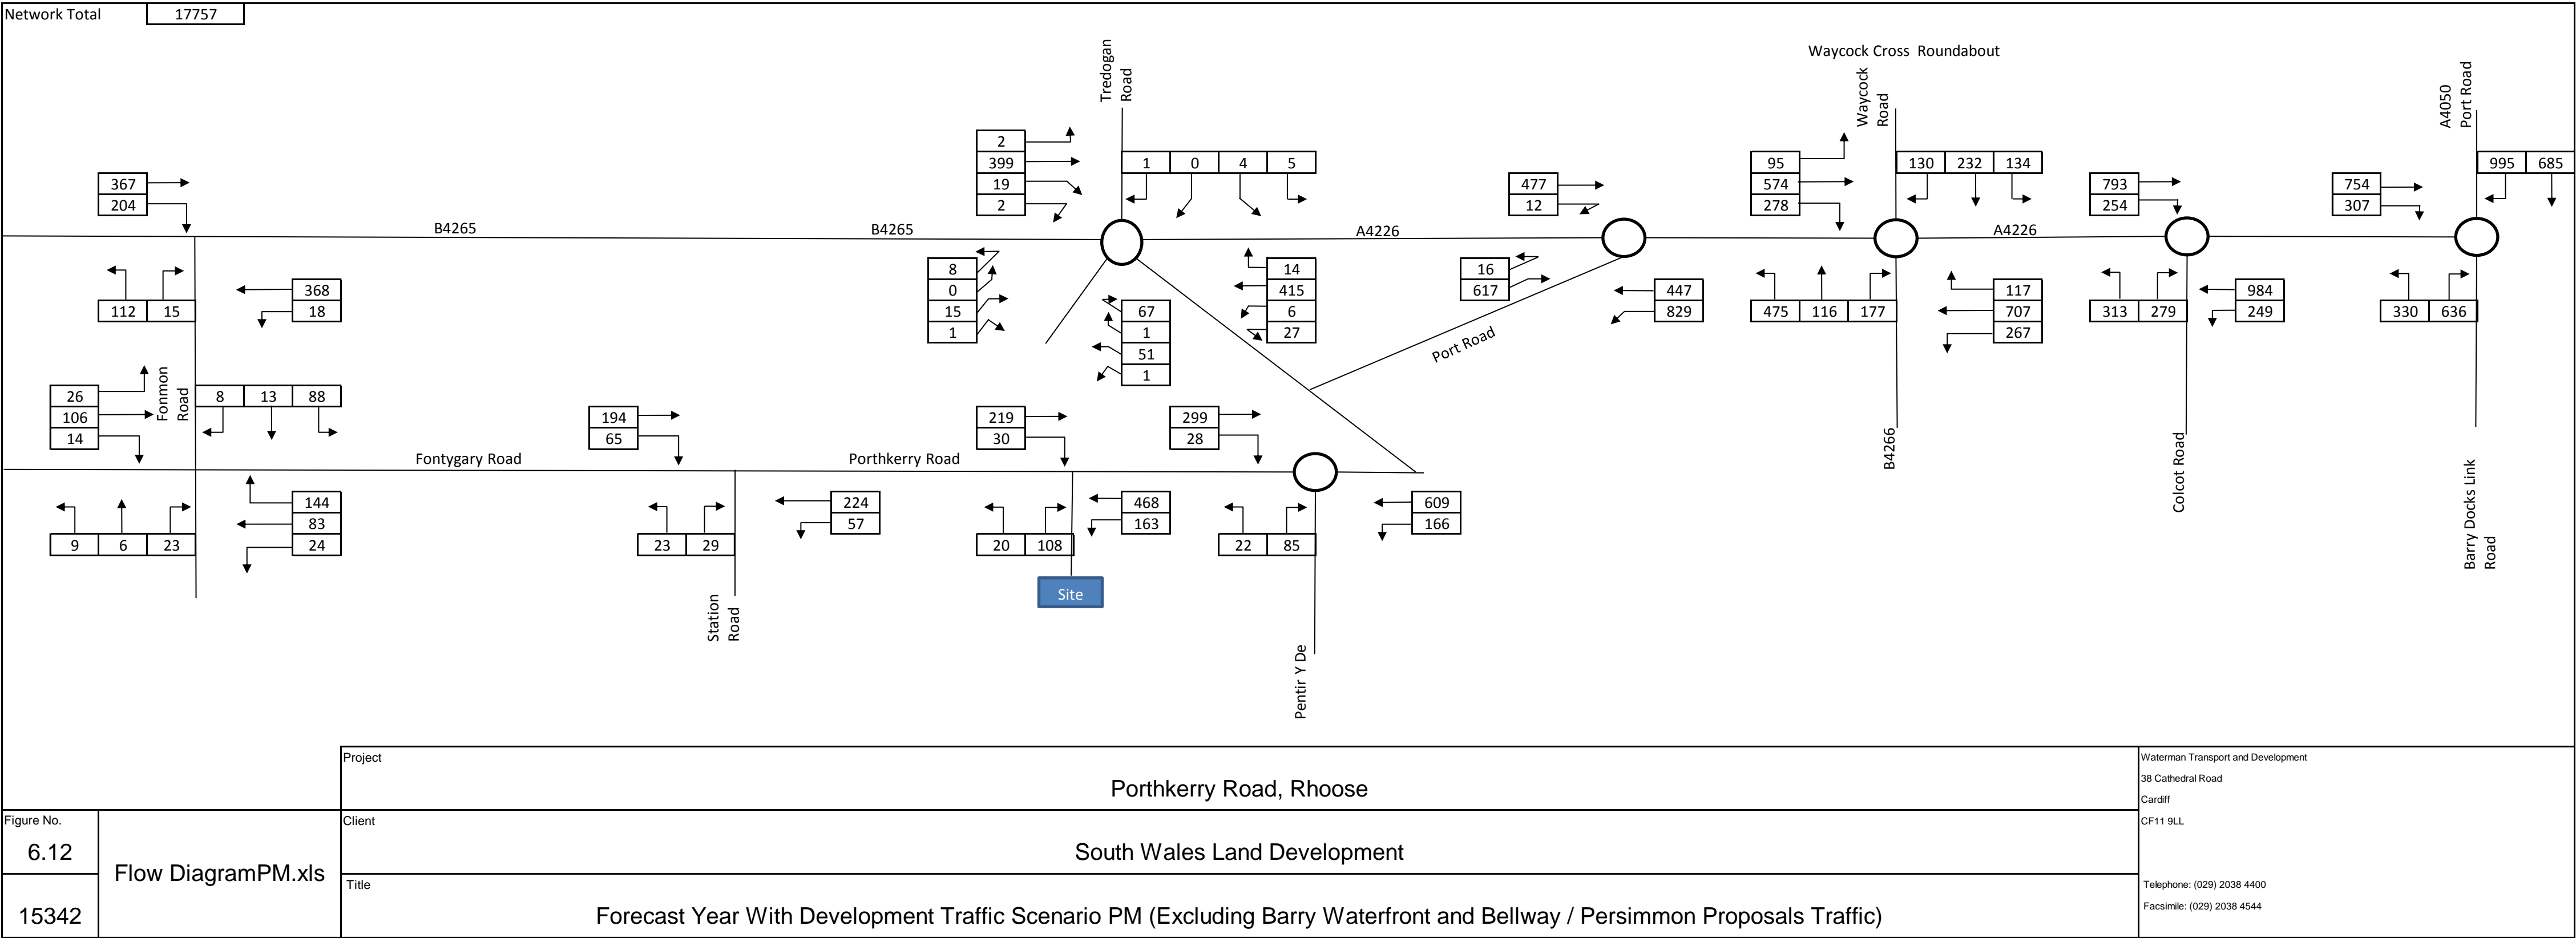 Network Total 17757
Waycock Cross Roundabout
Tredogan
Road
Waycock
Road
A4050
Port Road
2
399
19
2
1 0 4 5
367
204
477
12
95
574
278
130 232 134
793
254
754
307
995 685
B4265
B4265
A4226
A4226
112 15
368
18
8
0
15
1
67
1
51
1
14
415
6
27
16
617
447
829
Port Road
475 116 177
117
707
267
313 279
984
249
330 636
26
106
14
Fonmon
Road
8 13 88
194
65
219
30
299
28
Fontygary Road
Porthkerry Road
B4266
Colcot Road
Barry Docks Link
Road
9 6 23
144
83
24
23 29
224
57
20 108
468
163
22 85
609
166
Site
Station
Road
Pentir Y De
Project
Porthkerry Road, Rhoose
Client
South Wales Land Development
Title
Forecast Year With Development Traffic Scenario PM (Excluding Barry Waterfront and Bellway / Persimmon Proposals Traffic)
Figure No.
6.12
15342
Flow DiagramPM.xls
Waterman Transport and Development
38 Cathedral Road
Cardiff
CF11 9LL
Telephone: (029) 2038 4400
Facsimile: (029) 2038 4544